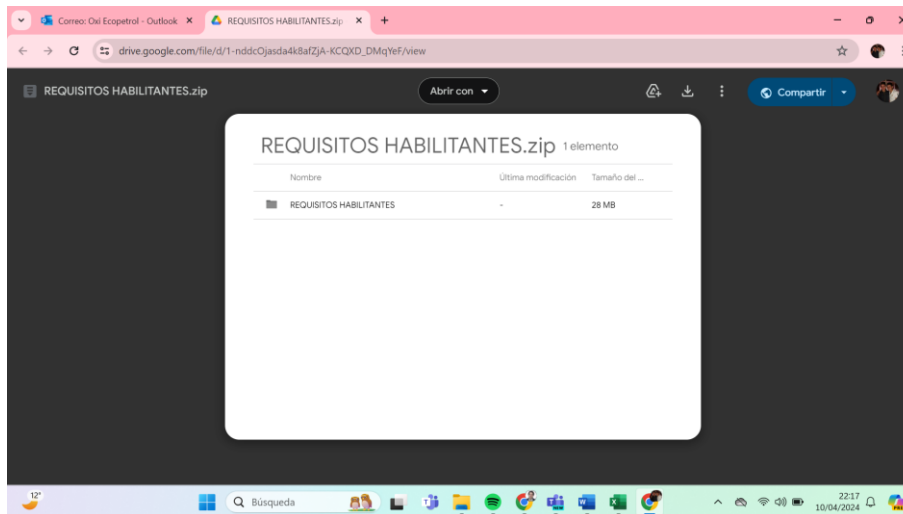 Correo: Oxi Ecopetrol - Outlook
REQUISITOS HABILITANTES.zip
drive.google.com/file/d/1-nddcOjasda4k8afZjA-KCQXD_DMqYeF/view
REQUISITOS HABILITANTES.zip
Abrir con
Compartir
REQUISITOS HABILITANTES.zip 1 elemento
Nombre Última modificación Tamaño del ...
REQUISITOS HABILITANTES - 28 MB
12°
Búsqueda
22:17
10/04/2024